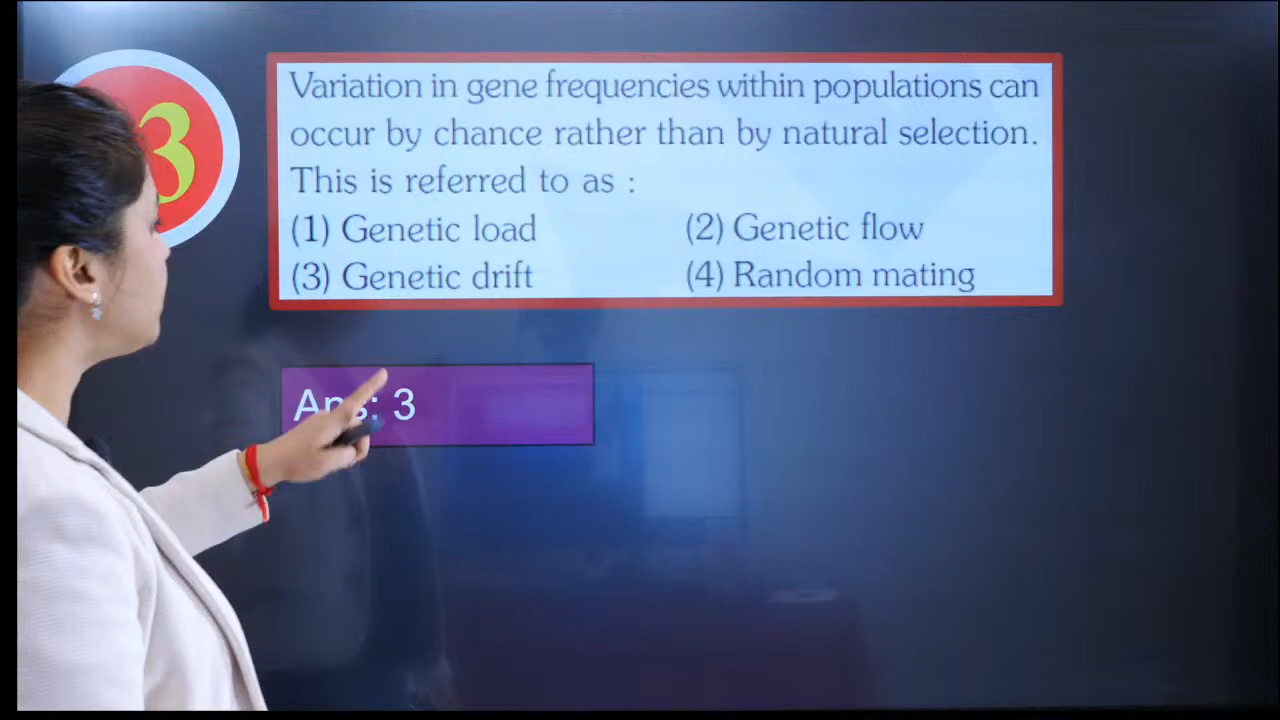 3
Variation in gene frequencies within populations can
occur by chance rather than by natural selection.
This is referred to as :
(1) Genetic load (2) Genetic flow
(3) Genetic drift (4) Random mating
Ans: 3